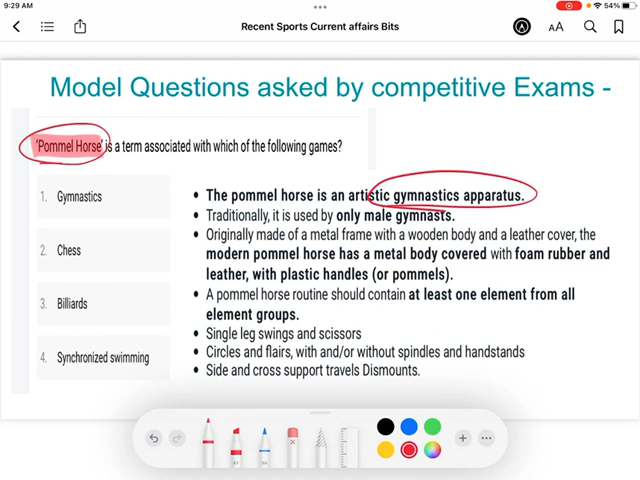 9:29 AM
54%
Recent Sports Current affairs Bits
AA
Model Questions asked by competitive Exams -
'Pommel Horse' is a term associated with which of the following games?
1. Gymnastics
2. Chess
3. Billiards
4. Synchronized swimming
• The pommel horse is an artistic gymnastics apparatus.
• Traditionally, it is used by only male gymnasts.
• Originally made of a metal frame with a wooden body and a leather cover, the
modern pommel horse has a metal body covered with foam rubber and
leather, with plastic handles (or pommels).
• A pommel horse routine should contain at least one element from all
element groups.
• Single leg swings and scissors
• Circles and flairs, with and/or without spindles and handstands
• Side and cross support travels Dismounts.